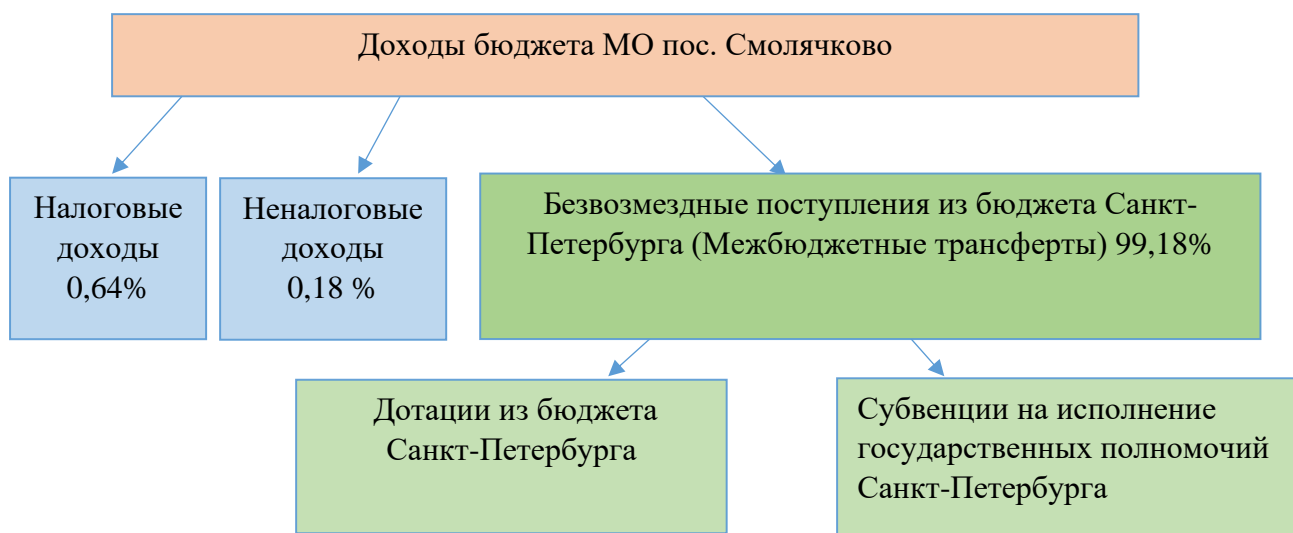 Доходы бюджета МО пос. Смолячково
Налоговые
доходы
0,64%
Неналоговые
доходы
0,18 %
Безвозмездные поступления из бюджета Санкт-
Петербурга (Межбюджетные трансферты) 99,18%
Дотации из бюджета
Санкт-Петербурга
Субвенции на исполнение
государственных полномочий
Санкт-Петербурга